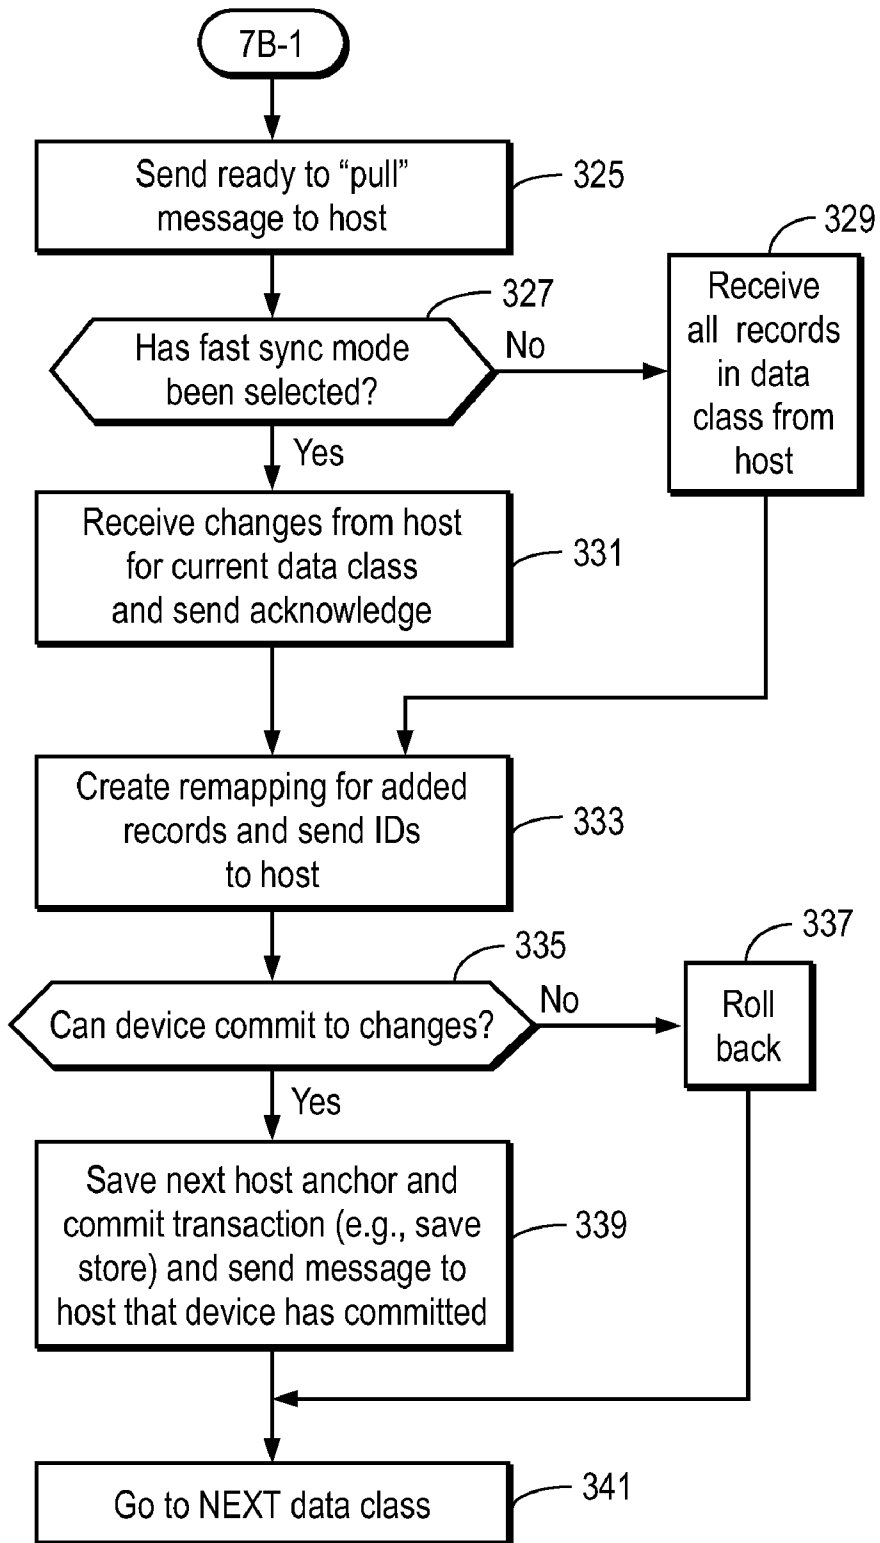 7B-1
Send ready to “pull”
message to host
325
329
Receive
all records
in data
class from
host
327
Has fast sync mode
been selected?
No
Yes
Receive changes from host
for current data class
and send acknowledge
331
Create remapping for added
records and send IDs
to host
333
335
337
Can device commit to changes?
No
Roll
back
Yes
Save next host anchor and
commit transaction (e.g., save
store) and send message to
host that device has committed
339
Go to NEXT data class
341